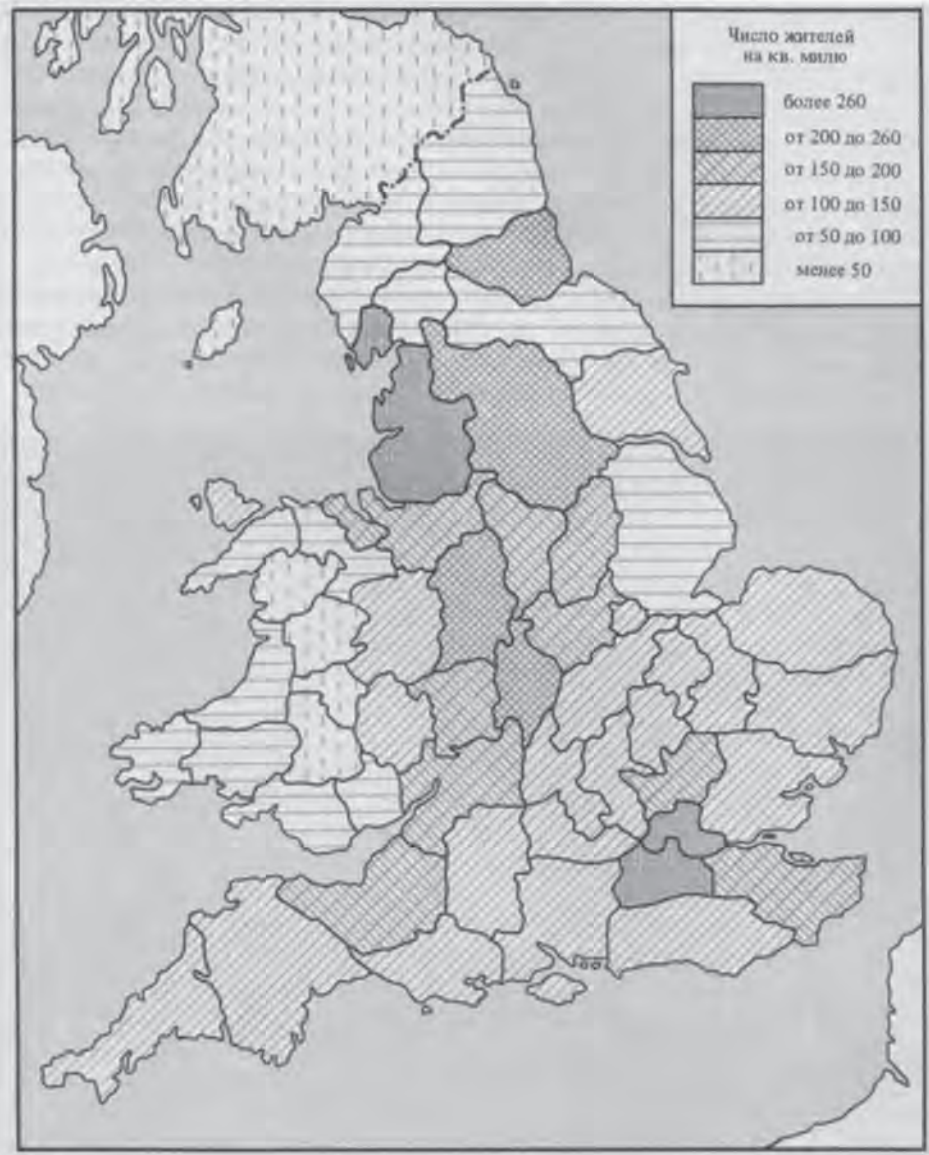 Число жителей
на кв. милю
более 260
от 200 до 260
от 150 до 200
от 100 до 150
от 50 до 100
менее 50